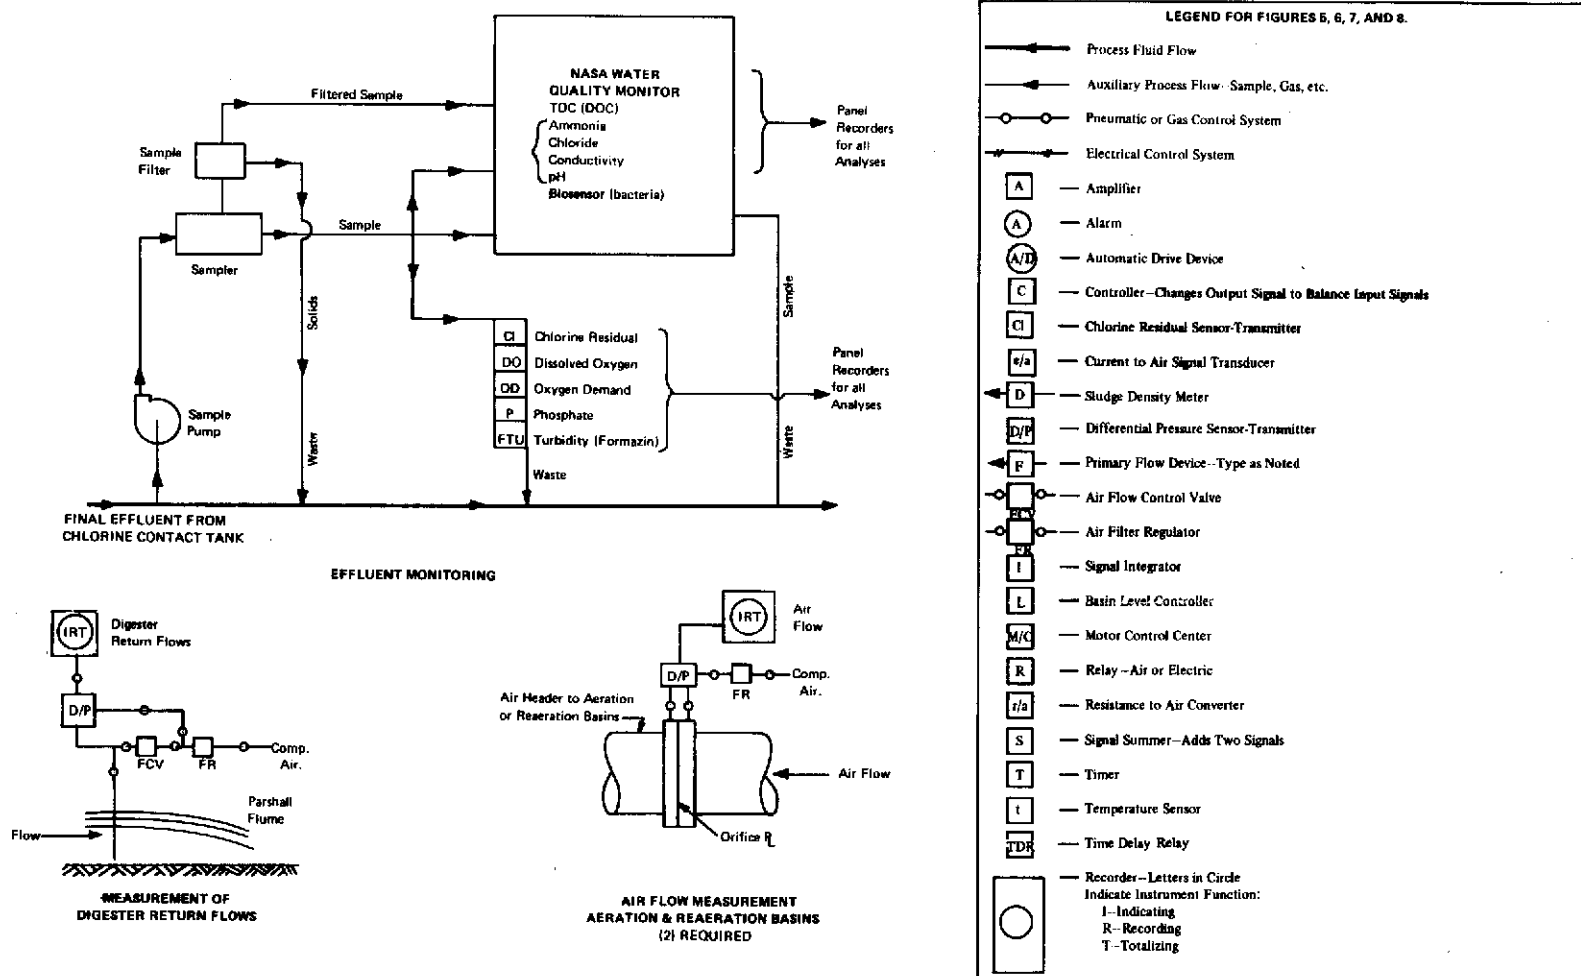 NASA WATER
QUALITY MONITOR
TOC (DOC)
Ammonia
Chloride
Conductivity
pH
Biosensor (bacteria)
Filtered Sample
Sample
Filter
Sampler
Sample
Panel
Recorders
for all
Analyses
Solids
Waste
Sample
Waste
Cl Chlorine Residual
DO Dissolved Oxygen
OD Oxygen Demand
P Phosphate
FTU Turbidity (Formazin)
Waste
Panel
Recorders
for all
Analyses
Sample
Pump
FINAL EFFLUENT FROM
CHLORINE CONTACT TANK
EFFLUENT MONITORING
IRT
Digester
Return Flows
D/P
FCV
FR
Comp.
Air.
Parshall
Flume
Flow
MEASUREMENT OF
DIGESTER RETURN FLOWS
IRT
Air
Flow
D/P
FR
Comp.
Air.
Air Header to Aeration
or Reaeration Basins
Air Flow
Orifice PL
AIR FLOW MEASUREMENT
AERATION & REAERATION BASINS
(2) REQUIRED
LEGEND FOR FIGURES 5, 6, 7, AND 8.
Process Fluid Flow
Auxiliary Process Flow--Sample, Gas, etc.
Pneumatic or Gas Control System
Electrical Control System
A — Amplifier
A — Alarm
A/D — Automatic Drive Device
C — Controller—Changes Output Signal to Balance Input Signals
Cl — Chlorine Residual Sensor-Transmitter
e/a — Current to Air Signal Transducer
D — Sludge Density Meter
D/P — Differential Pressure Sensor-Transmitter
F — Primary Flow Device--Type as Noted
FCV — Air Flow Control Valve
FR — Air Filter Regulator
I — Signal Integrator
L — Basin Level Controller
M/C — Motor Control Center
R — Relay—Air or Electric
r/a — Resistance to Air Converter
S — Signal Summer—Adds Two Signals
T — Timer
t — Temperature Sensor
TDR — Time Delay Relay
— Recorder—Letters in Circle
Indicate Instrument Function:
I--Indicating
R--Recording
T--Totalizing